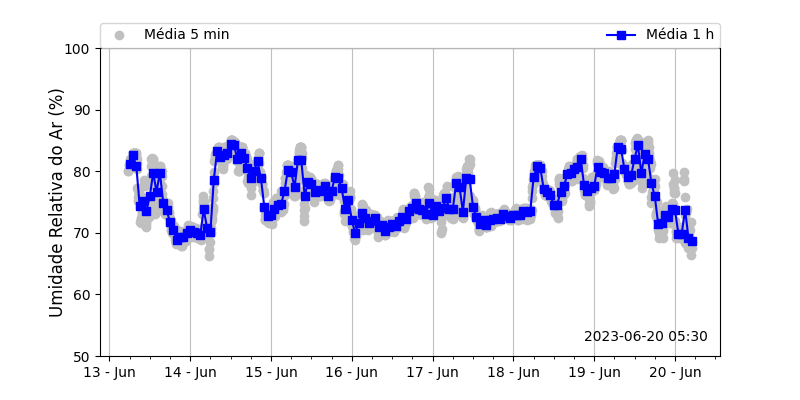 Média 5 min
Média 1 h
Umidade Relativa do Ar (%)
100
90
80
70
60
50
2023-06-20 05:30
13 - Jun
14 - Jun
15 - Jun
16 - Jun
17 - Jun
18 - Jun
19 - Jun
20 - Jun